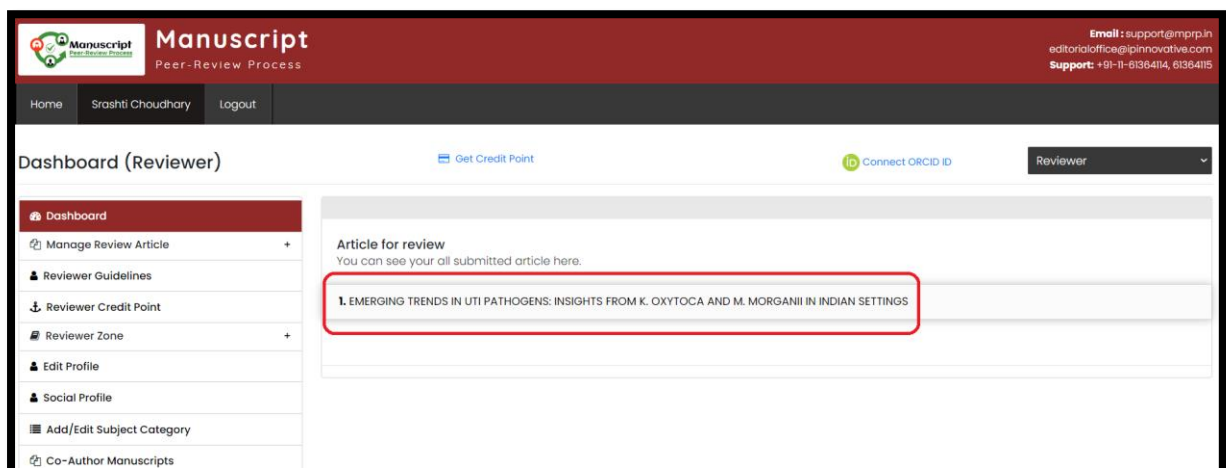 Manuscript
Peer-Review Process
Manuscript
Peer-Review Process
Email : support@mprp.in
editorialoffice@ipinnovative.com
Support: +91-11-61364114, 61364115
Home Srashti Choudhary Logout
Dashboard (Reviewer) Get Credit Point iD Connect ORCID ID Reviewer
Dashboard
Manage Review Article +
Reviewer Guidelines
Reviewer Credit Point
Reviewer Zone +
Edit Profile
Social Profile
Add/Edit Subject Category
Co-Author Manuscripts
Article for review
You can see your all submitted article here.
1. EMERGING TRENDS IN UTI PATHOGENS: INSIGHTS FROM K. OXYTOCA AND M. MORGANII IN INDIAN SETTINGS